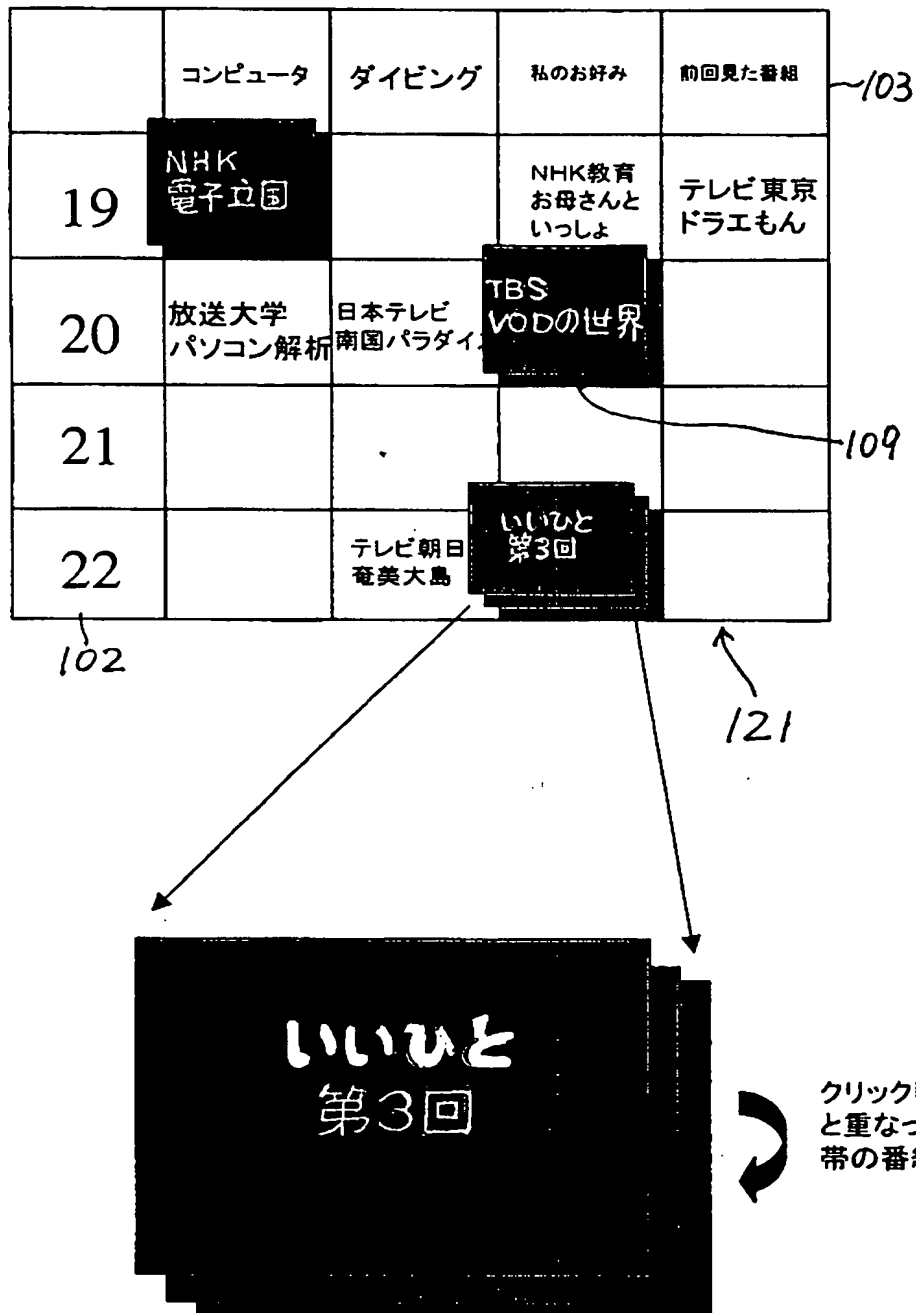 コンピュータ ダイビング 私のお好み 前回見た番組
103
19
NHK
電子立国
NHK教育
お母さんと
いっしょ
テレビ東京
ドラエもん
20
放送大学
パソコン解析
日本テレビ
南国パラダイ
TBS
VODの世界
109
21
22
テレビ朝日
奄美大島
いいひと
第3回
102
121
いいひと
第3回
クリック
と重なっ
帯の番